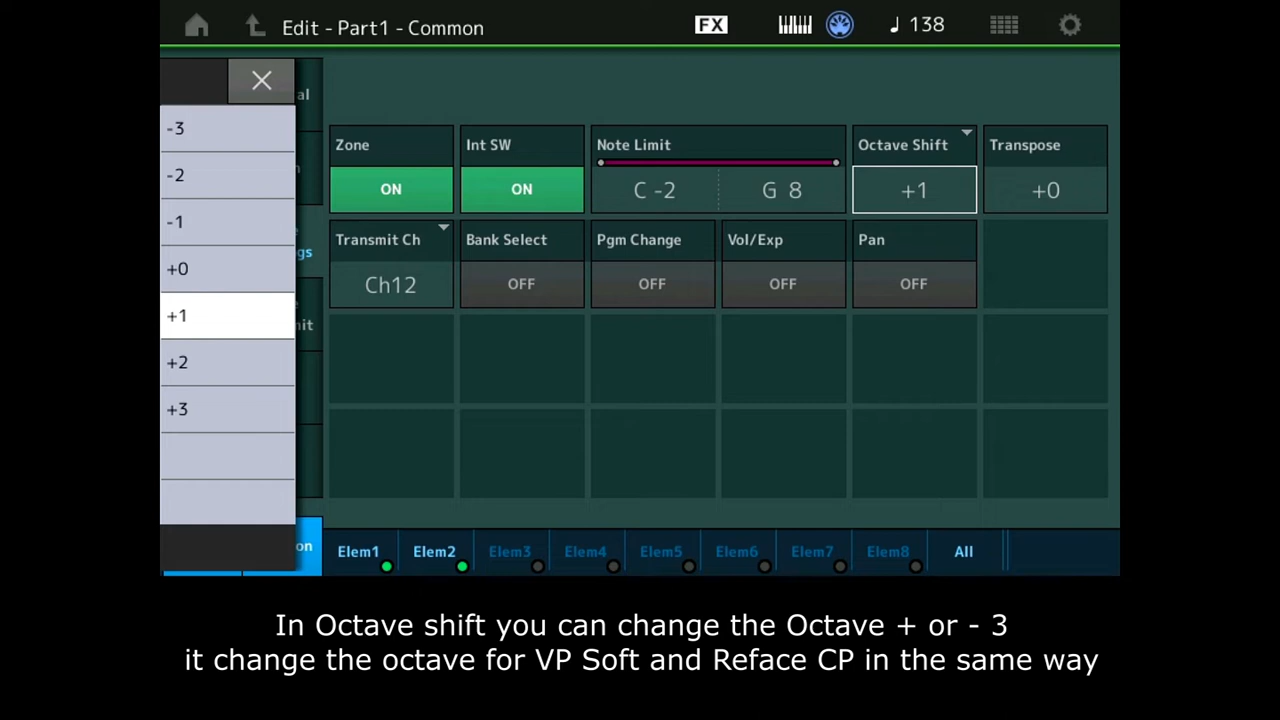 Edit - Part1 - Common
FX
138
al
-3
-2
-1
+0
+1
+2
+3
gs
it
on
Zone
ON
Int SW
ON
Note Limit
C -2
G 8
Octave Shift
+1
Transpose
+0
Transmit Ch
Ch12
Bank Select
OFF
Pgm Change
OFF
Vol/Exp
OFF
Pan
OFF
Elem1 Elem2 Elem3 Elem4 Elem5 Elem6 Elem7 Elem8 All
In Octave shift you can change the Octave + or - 3
it change the octave for VP Soft and Reface CP in the same way